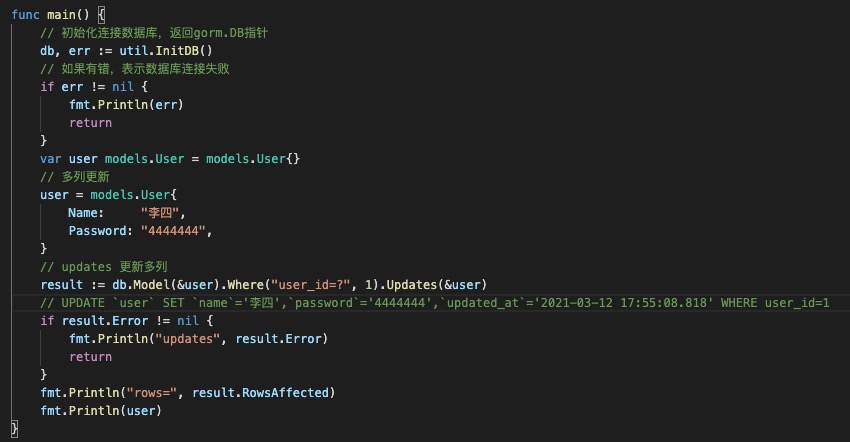 func main() {
    // 初始化连接数据库，返回gorm.DB指针
    db, err := util.InitDB()
    // 如果有错，表示数据库连接失败
    if err != nil {
        fmt.Println(err)
        return
    }
    var user models.User = models.User{}
    // 多列更新
    user = models.User{
        Name:     "李四",
        Password: "4444444",
    }
    // updates 更新多列
    result := db.Model(&user).Where("user_id=?", 1).Updates(&user)
    // UPDATE `user` SET `name`='李四',`password`='4444444',`updated_at`='2021-03-12 17:55:08.818' WHERE user_id=1
    if result.Error != nil {
        fmt.Println("updates", result.Error)
        return
    }
    fmt.Println("rows=", result.RowsAffected)
    fmt.Println(user)
}